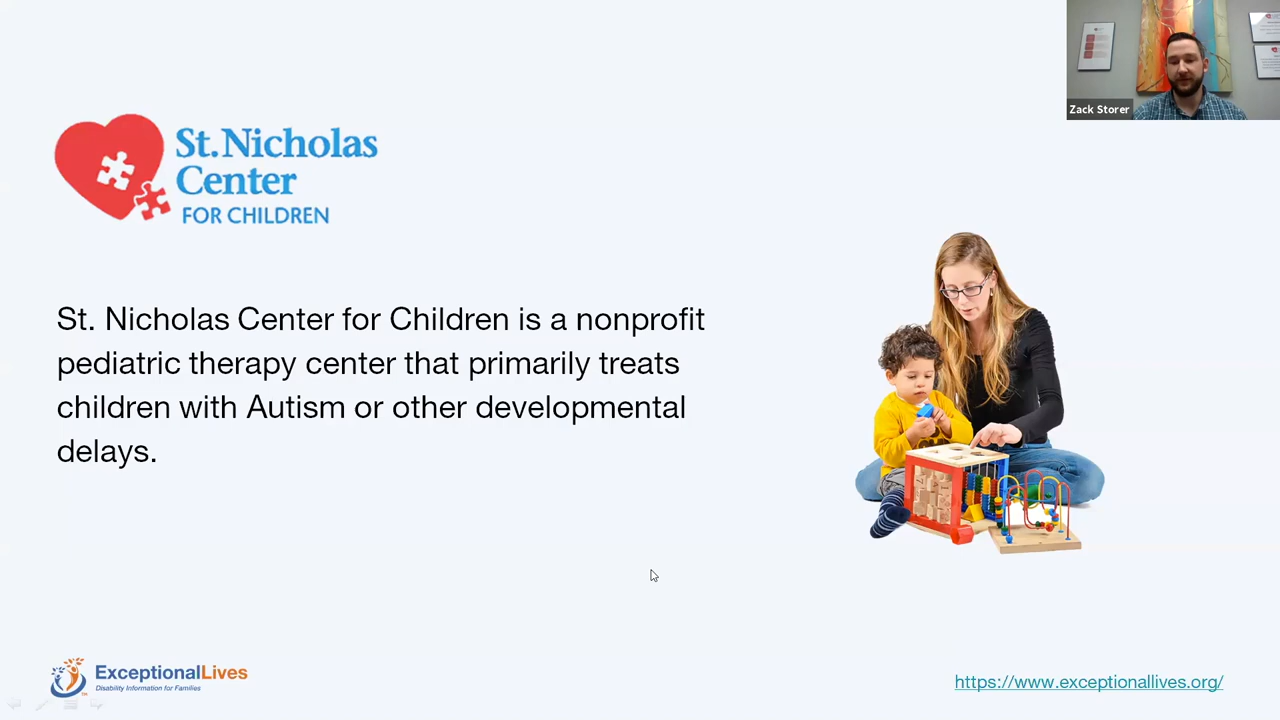 Zack Storer
St. Nicholas
Center
FOR CHILDREN
St. Nicholas Center for Children is a nonprofit
pediatric therapy center that primarily treats
children with Autism or other developmental
delays.
ExceptionalLives
Disability Information for Families
TM
https://www.exceptionallives.org/